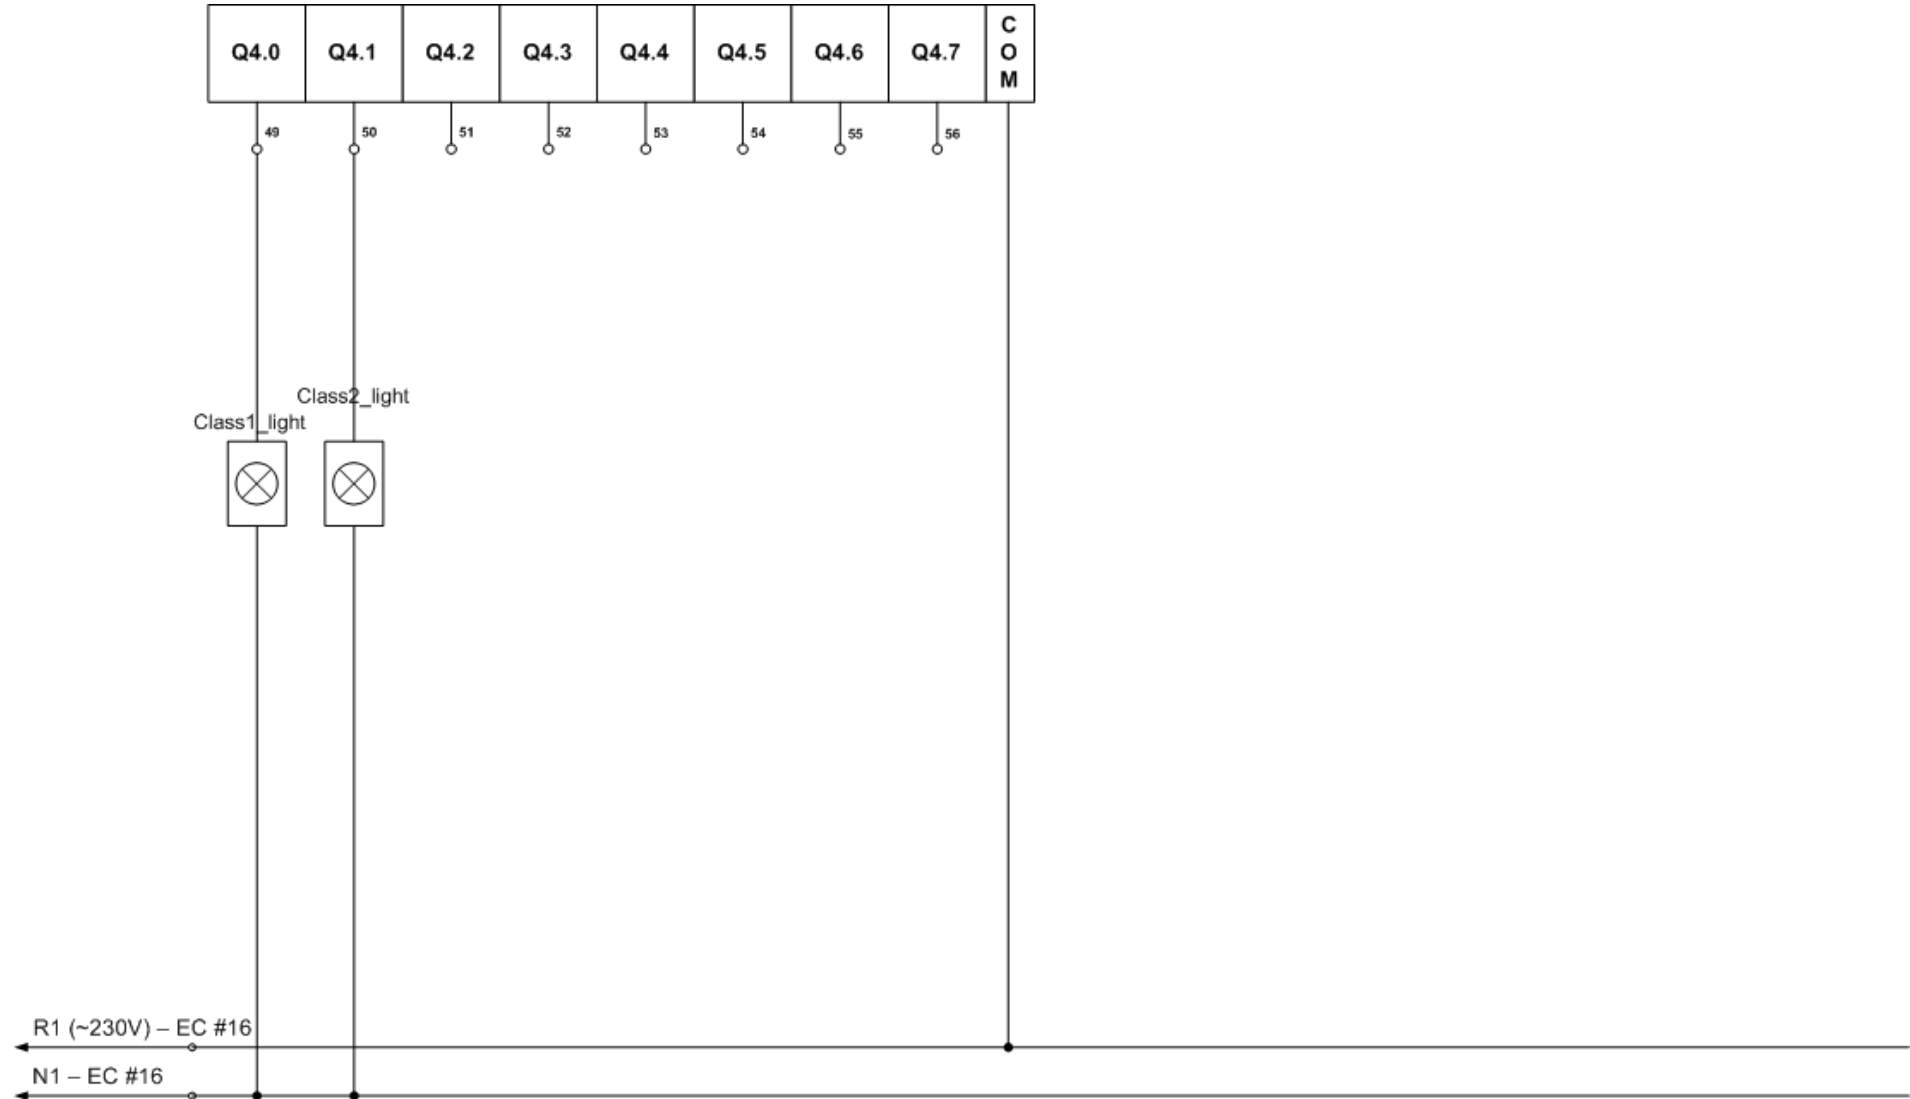 Q4.0 Q4.1 Q4.2 Q4.3 Q4.4 Q4.5 Q4.6 Q4.7 COM
49 50 51 52 53 54 55 56
Class2_light
Class1_light
R1 (~230V) – EC #16
N1 – EC #16